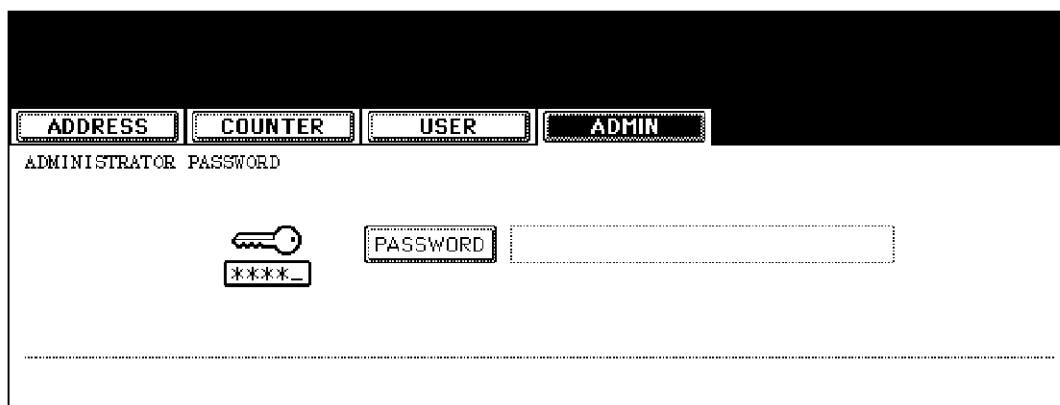 ADDRESS COUNTER USER ADMIN
ADMINISTRATOR PASSWORD
PASSWORD
****_